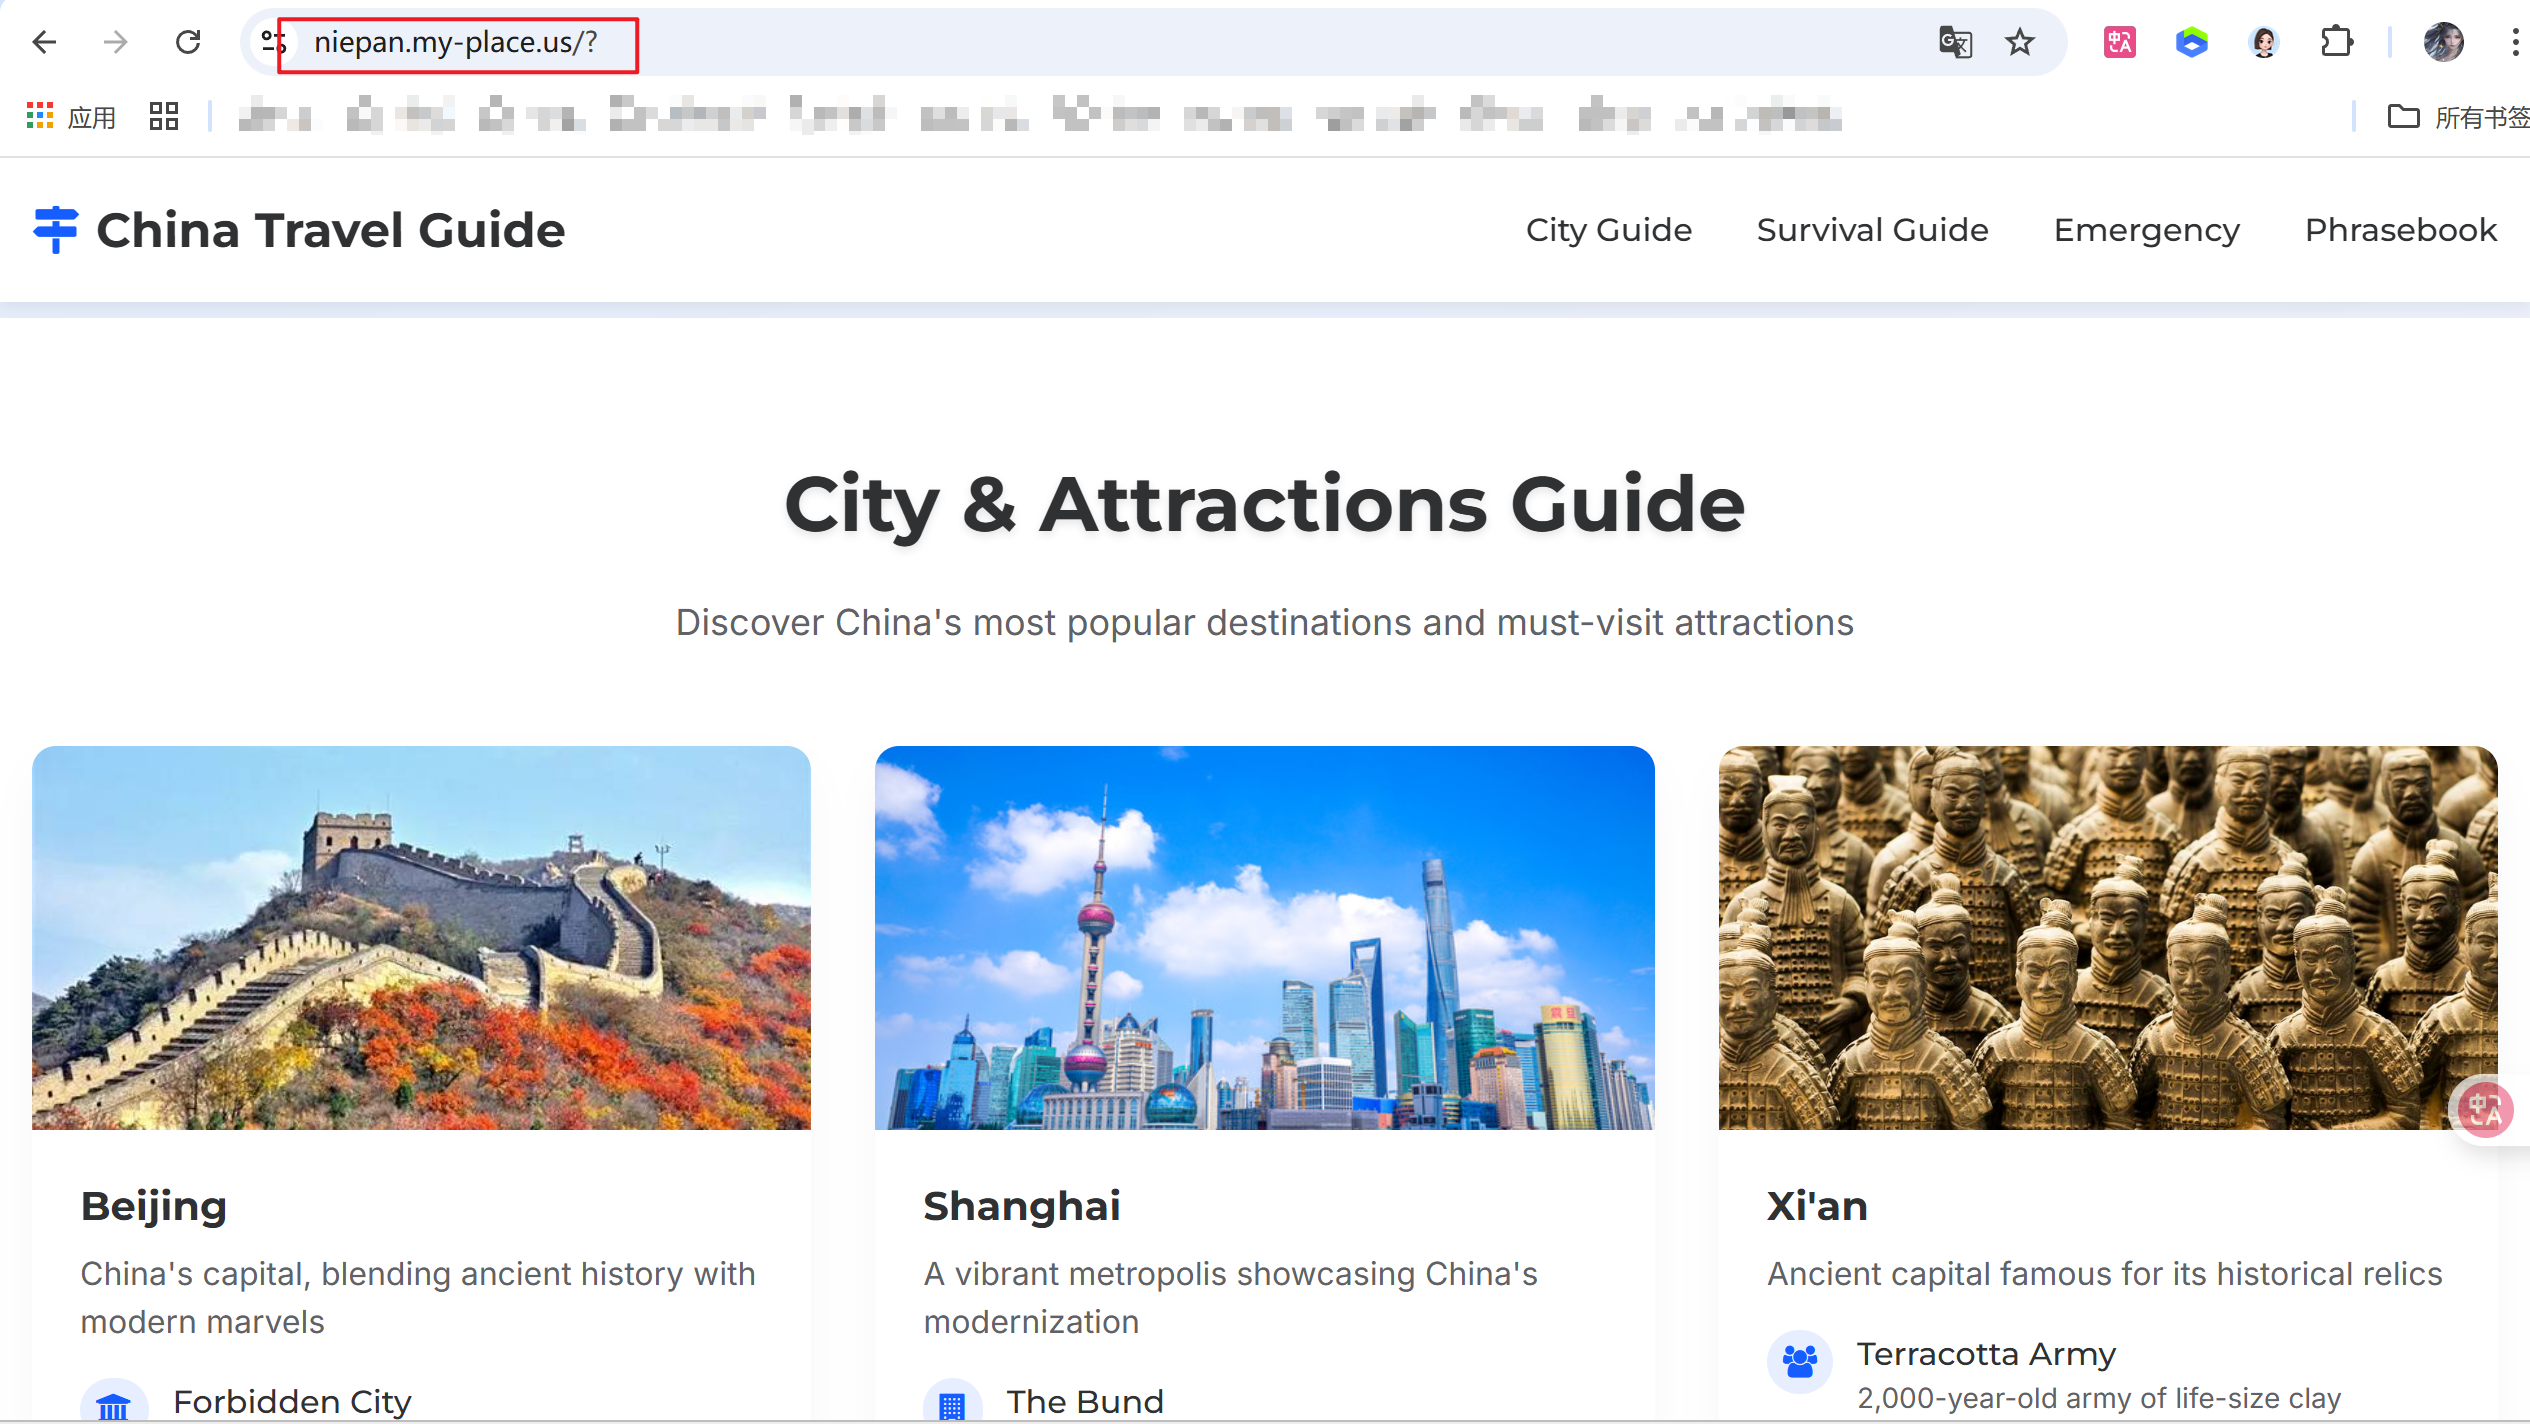 niepan.my-place.us/?
应用
所有书签
China Travel Guide
City Guide
Survival Guide
Emergency
Phrasebook
City & Attractions Guide
Discover China's most popular destinations and must-visit attractions
Beijing
China's capital, blending ancient history with
modern marvels
Forbidden City
Shanghai
A vibrant metropolis showcasing China's
modernization
The Bund
Xi'an
Ancient capital famous for its historical relics
Terracotta Army
2,000-year-old army of life-size clay